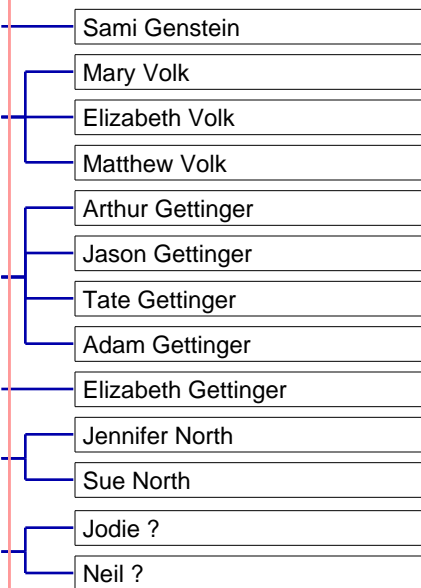 Sami Genstein
Mary Volk
Elizabeth Volk
Matthew Volk
Arthur Gettinger
Jason Gettinger
Tate Gettinger
Adam Gettinger
Elizabeth Gettinger
Jennifer North
Sue North
Jodie ?
Neil ?